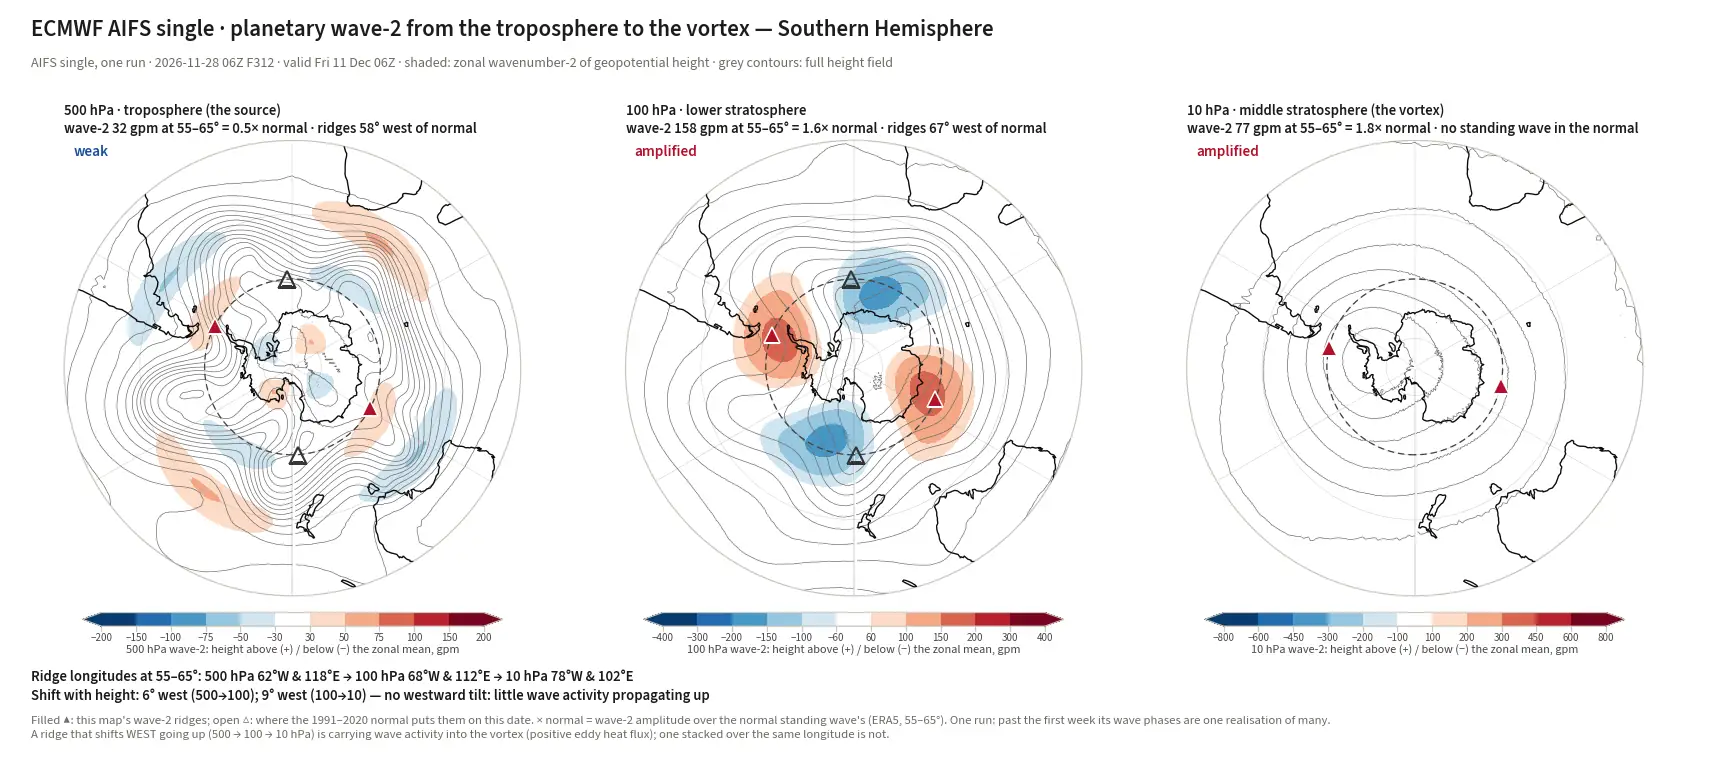 ECMWF AIFS single · planetary wave-2 from the troposphere to the vortex — Southern Hemisphere
AIFS single, one run · 2026-11-28 06Z F312 · valid Fri 11 Dec 06Z · shaded: zonal wavenumber-2 of geopotential height · grey contours: full height field
500 hPa · troposphere (the source)
wave-2 32 gpm at 55–65° = 0.5× normal · ridges 58° west of normal
weak
100 hPa · lower stratosphere
wave-2 158 gpm at 55–65° = 1.6× normal · ridges 67° west of normal
amplified
10 hPa · middle stratosphere (the vortex)
wave-2 77 gpm at 55–65° = 1.8× normal · no standing wave in the normal
amplified
−200 −150 −100 −75 −50 −30 30 50 75 100 150 200
500 hPa wave-2: height above (+) / below (−) the zonal mean, gpm
−400 −300 −200 −150 −100 −60 60 100 150 200 300 400
100 hPa wave-2: height above (+) / below (−) the zonal mean, gpm
−800 −600 −450 −300 −200 −100 100 200 300 450 600 800
10 hPa wave-2: height above (+) / below (−) the zonal mean, gpm
Ridge longitudes at 55–65°: 500 hPa 62°W & 118°E → 100 hPa 68°W & 112°E → 10 hPa 78°W & 102°E
Shift with height: 6° west (500→100); 9° west (100→10) — no westward tilt: little wave activity propagating up
Filled ▲: this map's wave-2 ridges; open △: where the 1991–2020 normal puts them on this date. × normal = wave-2 amplitude over the normal standing wave's (ERA5, 55–65°). One run: past the first week its wave phases are one realisation of many.
A ridge that shifts WEST going up (500 → 100 → 10 hPa) is carrying wave activity into the vortex (positive eddy heat flux); one stacked over the same longitude is not.